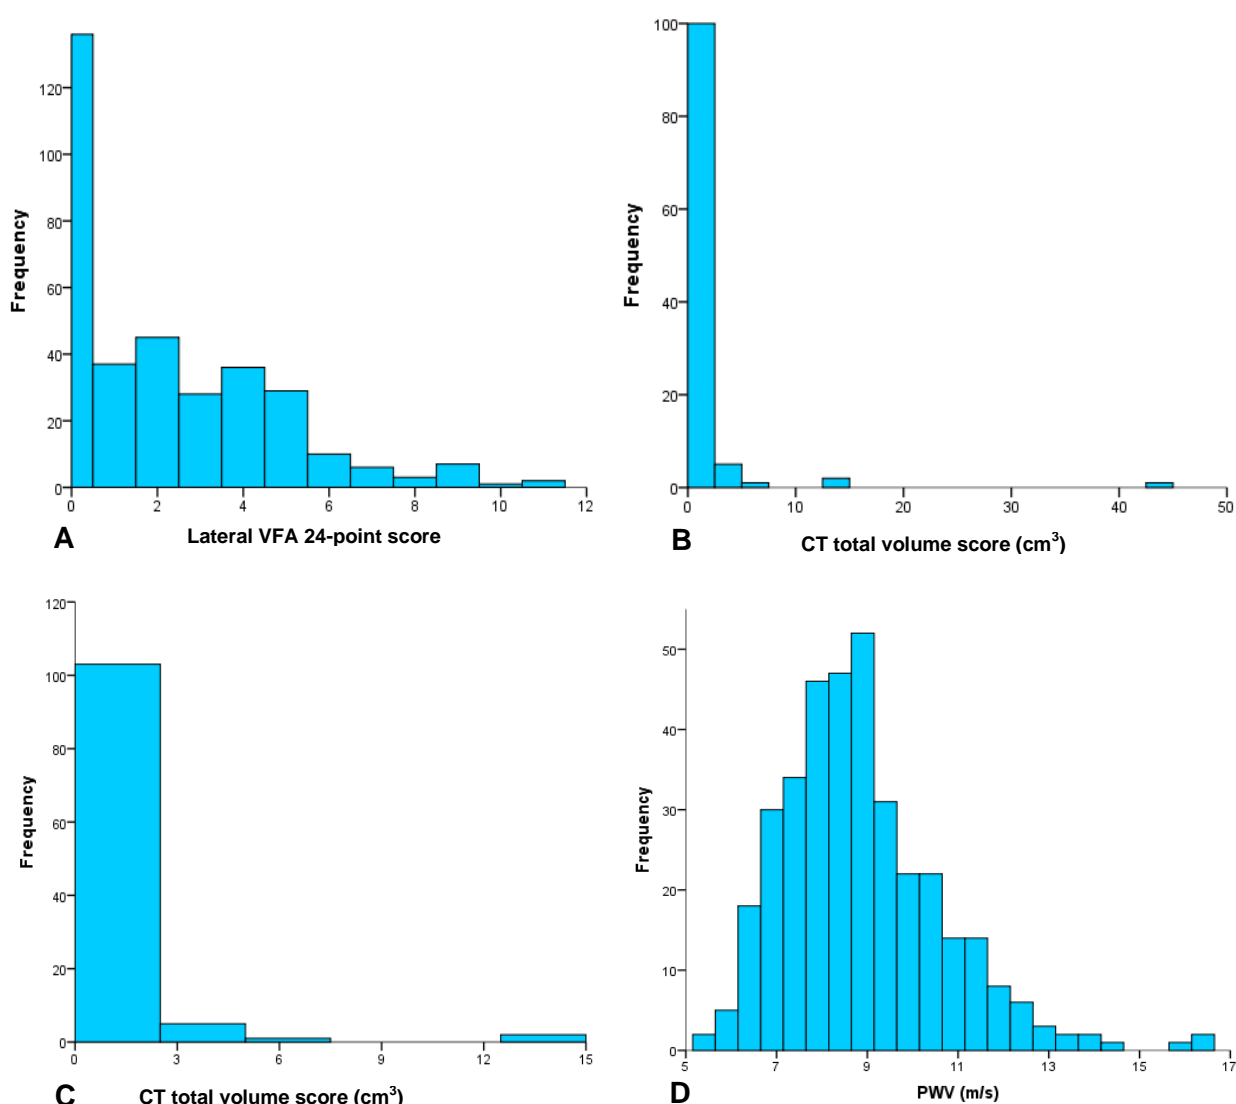 120
100
80
60
40
20
0
Frequency
0 2 4 6 8 10 12
A Lateral VFA 24-point score
100
80
60
40
20
0
Frequency
0 10 20 30 40 50
B CT total volume score (cm³)
120
100
80
60
40
20
0
Frequency
0 3 6 9 12 15
C CT total volume score (cm³)
50
40
30
20
10
0
Frequency
5 7 9 11 13 15 17
D PWV (m/s)